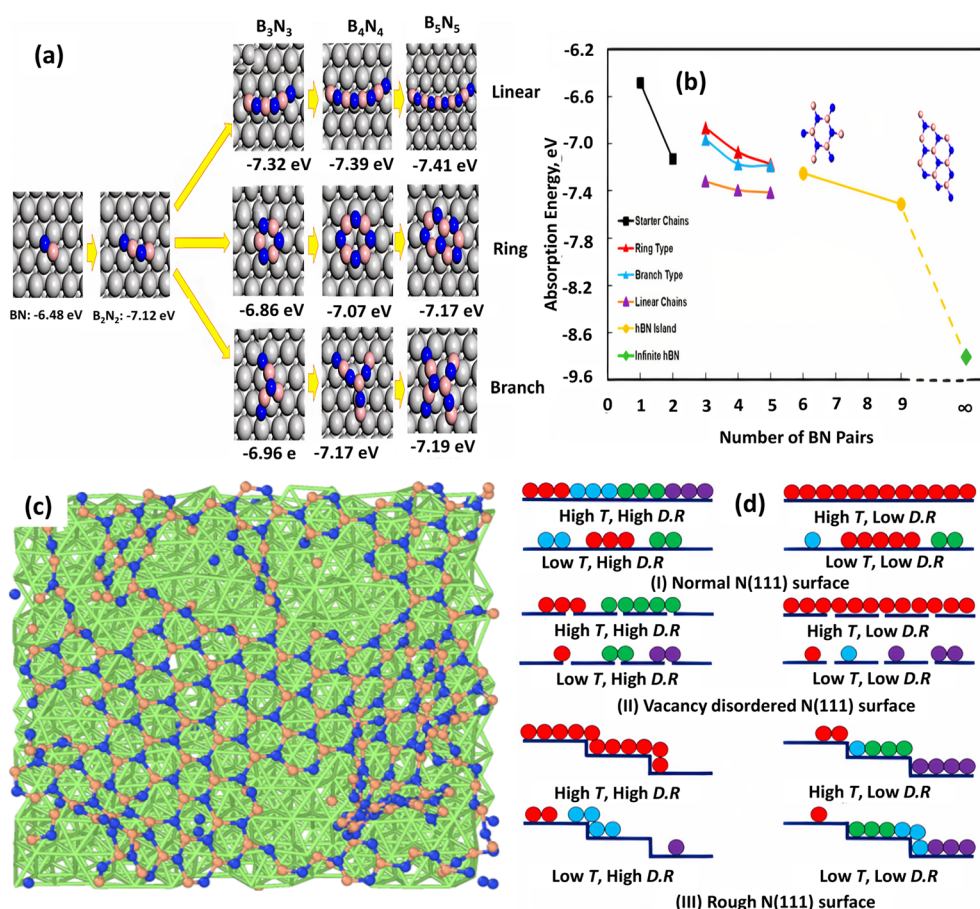 (a)
B₃N₃ B₄N₄ B₅N₅
Linear
-7.32 eV -7.39 eV -7.41 eV
Ring
BN: -6.48 eV B₂N₂: -7.12 eV
-6.86 eV -7.07 eV -7.17 eV
Branch
-6.96 e -7.17 eV -7.19 eV
(b)
Absorption Energy, eV
-6.2
-6.6
-7.0
-7.4
-7.8
-8.2
-8.6
-9.6
Starter Chains
Ring Type
Branch Type
Linear Chains
hBN Island
Infinite hBN
0 1 2 3 4 5 6 7 8 9 ∞
Number of BN Pairs
(c)
(d)
High T, High D.R High T, Low D.R
Low T, High D.R Low T, Low D.R
(I) Normal N(111) surface
High T, High D.R High T, Low D.R
Low T, High D.R Low T, Low D.R
(II) Vacancy disordered N(111) surface
High T, High D.R High T, Low D.R
Low T, High D.R Low T, Low D.R
(III) Rough N(111) surface